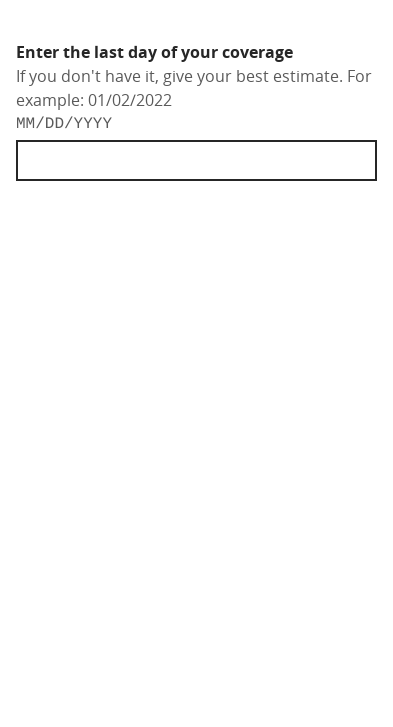 Enter the last day of your coverage
If you don't have it, give your best estimate. For
example: 01/02/2022
MM/DD/YYYY